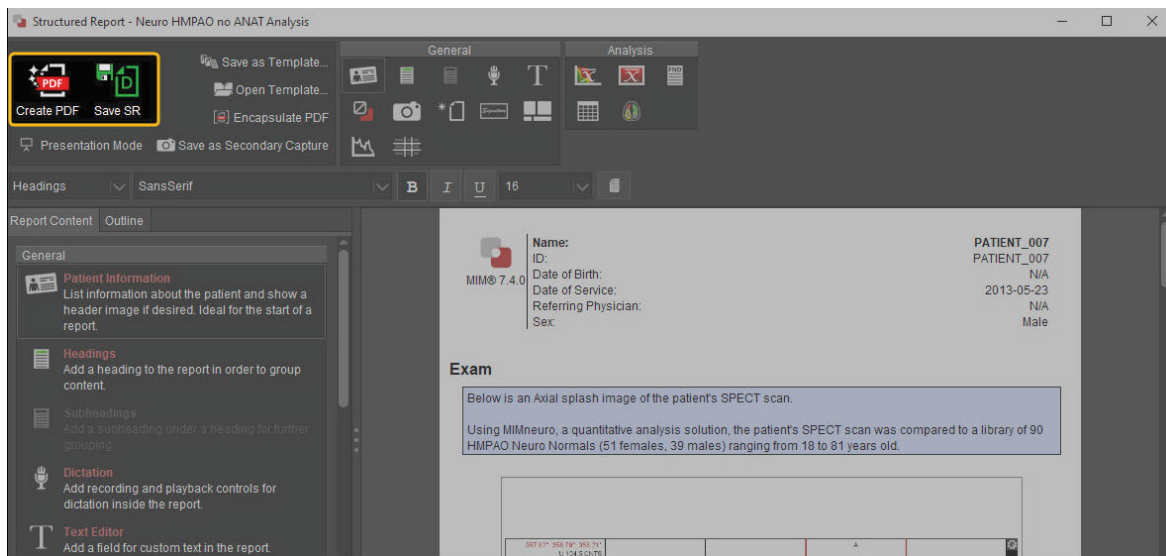 Structured Report - Neuro HMPAO no ANAT Analysis
General
Analysis
Save as Template...
Open Template...
Encapsulate PDF
PDF
Create PDF
Save SR
Presentation Mode
Save as Secondary Capture
Headings
SansSerif
B
I
U
16
Report Content
Outline
General
Patient Information
List information about the patient and show a
header image if desired. Ideal for the start of a
report.
Headings
Add a heading to the report in order to group
content.
Subheadings
Add a subheading under a heading for further
grouping.
Dictation
Add recording and playback controls for
dictation inside the report.
Text Editor
Add a field for custom text in the report.
MIM® 7.4.0
Name: PATIENT_007
ID: PATIENT_007
Date of Birth: N/A
Date of Service: 2013-05-23
Referring Physician: N/A
Sex: Male
Exam
Below is an Axial splash image of the patient's SPECT scan.
Using MIMneuro, a quantitative analysis solution, the patient's SPECT scan was compared to a library of 90
HMPAO Neuro Normals (51 females, 39 males) ranging from 18 to 81 years old.
A